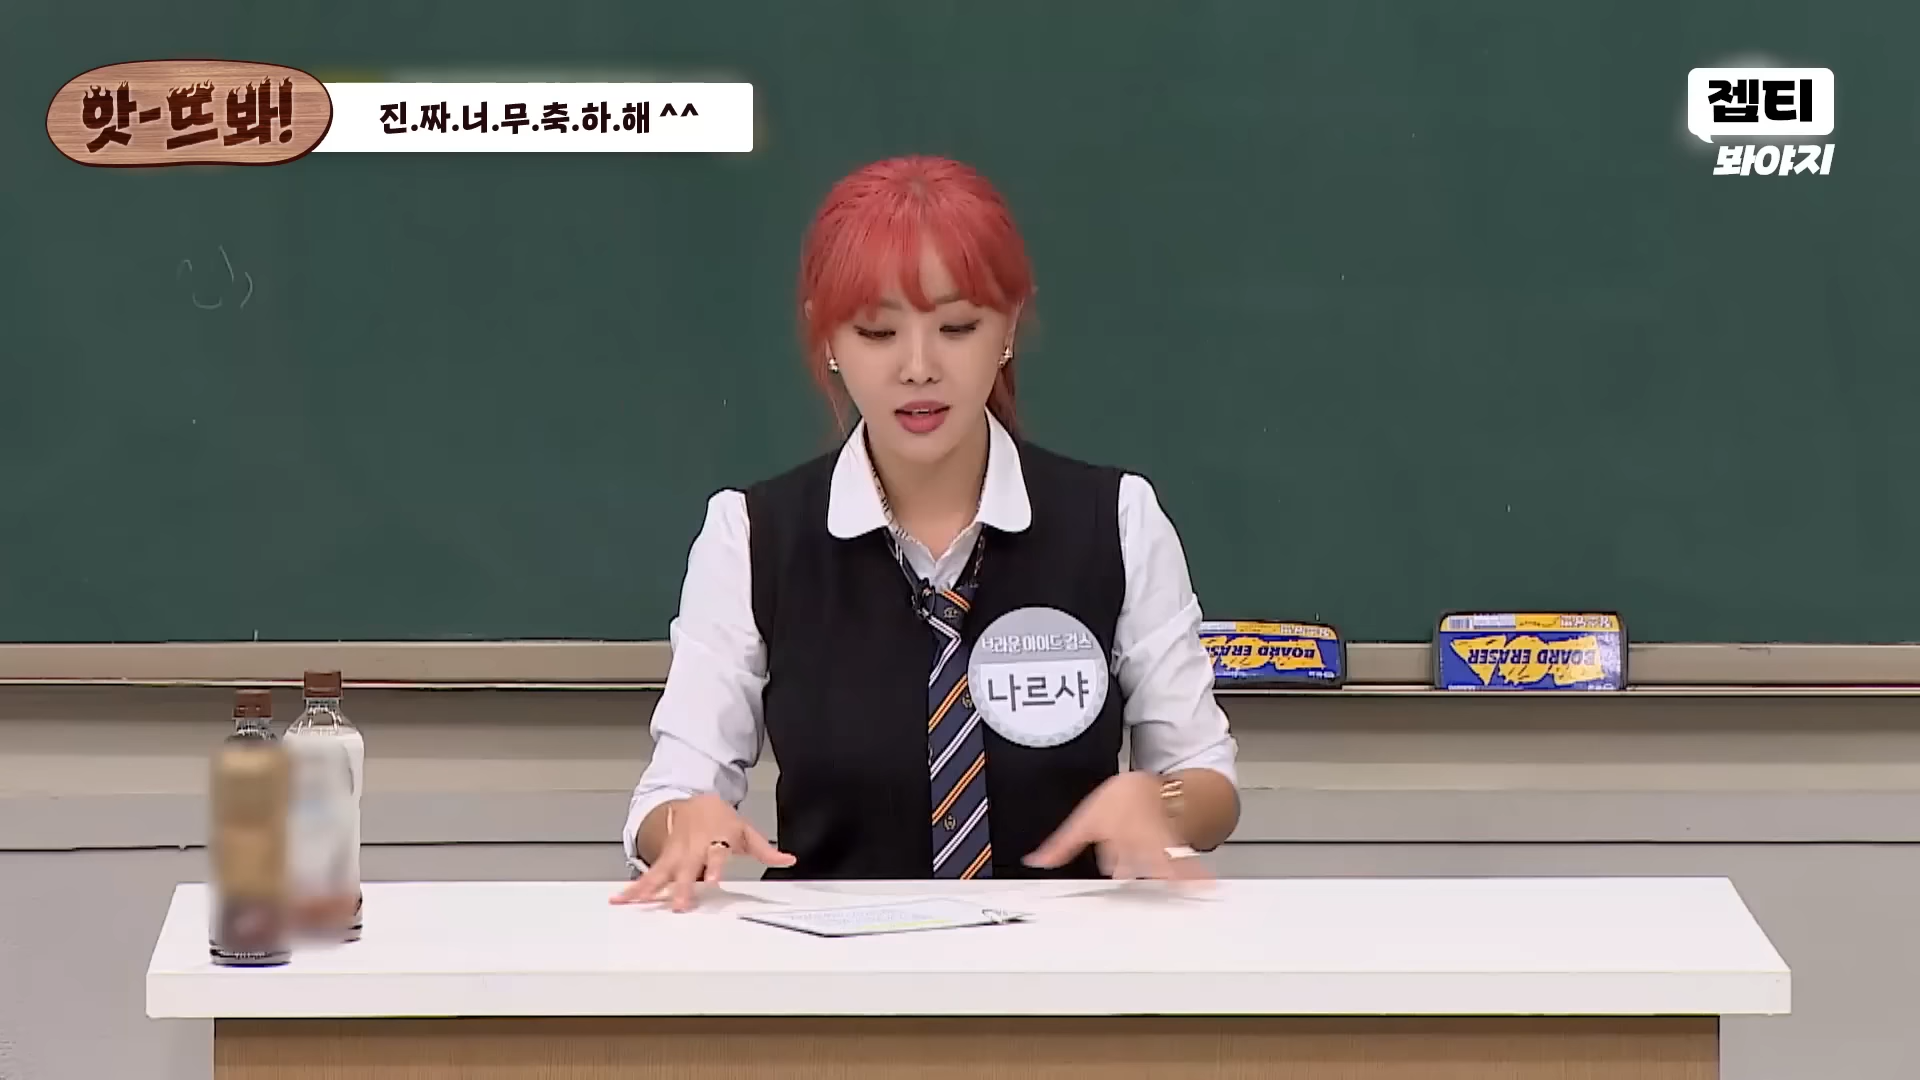 앗-뜨봐!
진.짜.너.무.축.하.해^^
젭티
봐야지
브라운아이드걸스
나르샤
BOARD ERASER
BOARD ERASER